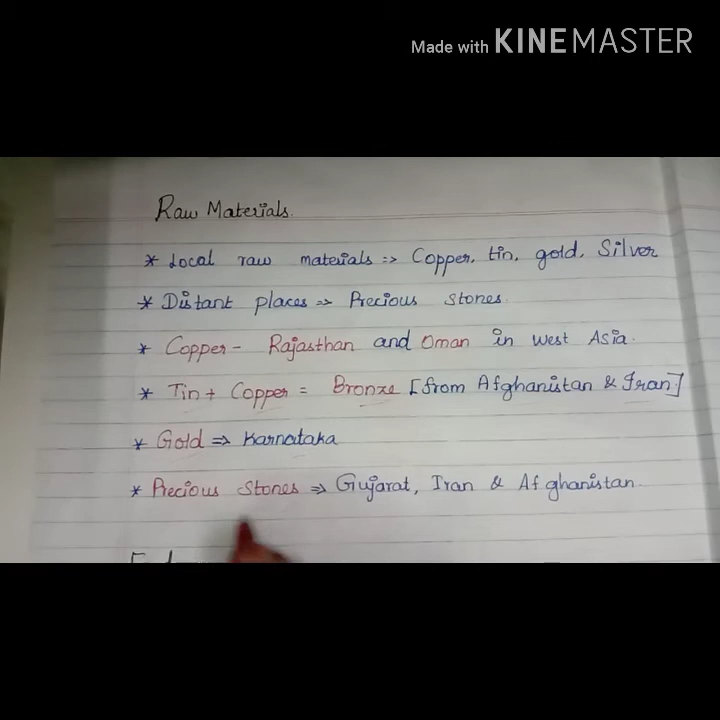 Made with KINEMASTER
Raw Materials.
* Local raw materials => Copper, tin, gold, Silver
* Distant places => Precious stones.
* Copper - Rajasthan and Oman in west Asia.
* Tin + Copper = Bronze [from Afghanistan & Iran]
* Gold => Karnataka
* Precious Stones => Gujarat, Iran & Afghanistan.